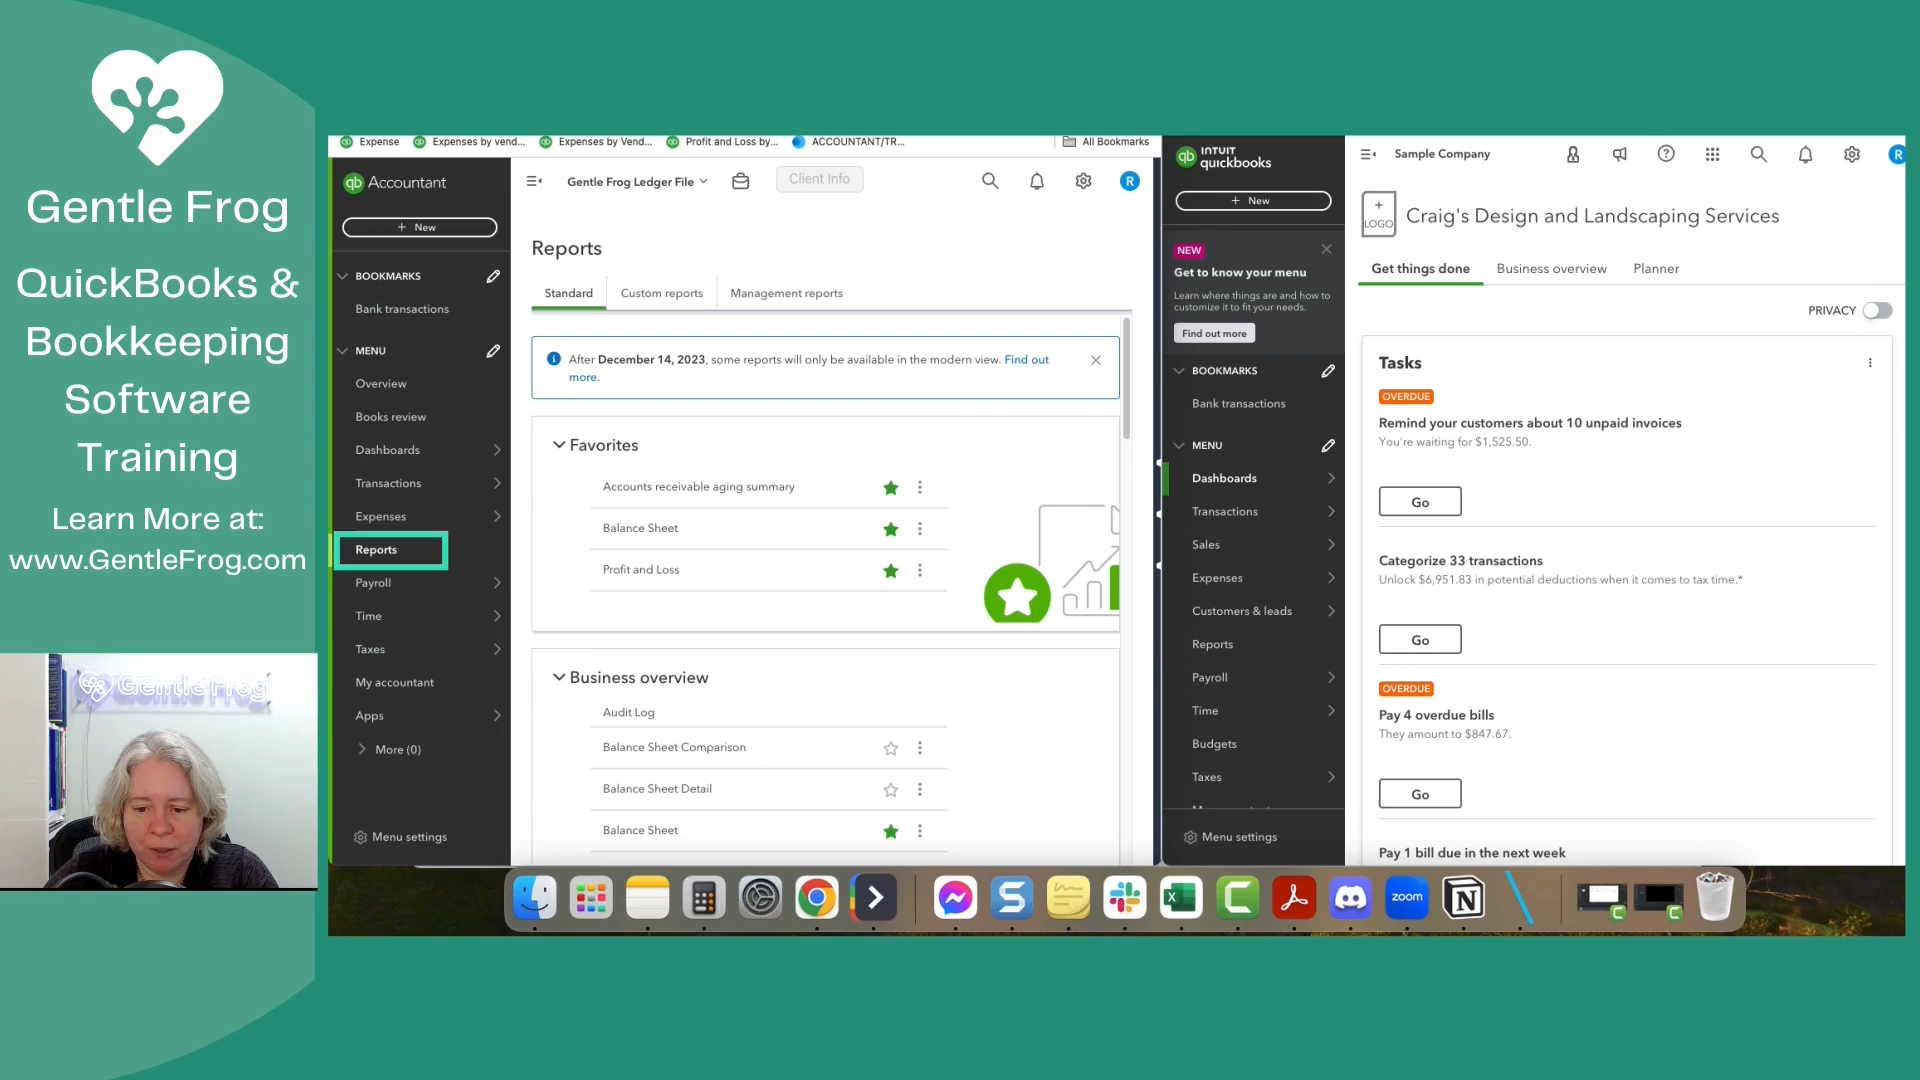 Gentle Frog
QuickBooks &
Bookkeeping
Software
Training
Learn More at:
www.GentleFrog.com
Gentle Frog
Expense
Expenses by vend...
Expenses by Vend...
Profit and Loss by...
ACCOUNTANT/TR...
All Bookmarks
qb Accountant
+ New
BOOKMARKS
Bank transactions
MENU
Overview
Books review
Dashboards
Transactions
Expenses
Reports
Payroll
Time
Taxes
My accountant
Apps
More (0)
Menu settings
Gentle Frog Ledger File
Client Info
R
Reports
Standard
Custom reports
Management reports
After December 14, 2023, some reports will only be available in the modern view. Find out
more.
Favorites
Accounts receivable aging summary
Balance Sheet
Profit and Loss
Business overview
Audit Log
Balance Sheet Comparison
Balance Sheet Detail
Balance Sheet
qb INTUIT
quickbooks
+ New
NEW
Get to know your menu
Learn where things are and how to
customize it to fit your needs.
Find out more
BOOKMARKS
Bank transactions
MENU
Dashboards
Transactions
Sales
Expenses
Customers & leads
Reports
Payroll
Time
Budgets
Taxes
Menu settings
Sample Company
R
+
LOGO
Craig's Design and Landscaping Services
Get things done
Business overview
Planner
PRIVACY
Tasks
OVERDUE
Remind your customers about 10 unpaid invoices
You're waiting for $1,525.50.
Go
Categorize 33 transactions
Unlock $6,951.83 in potential deductions when it comes to tax time.*
Go
OVERDUE
Pay 4 overdue bills
They amount to $847.67.
Go
Pay 1 bill due in the next week
zoom